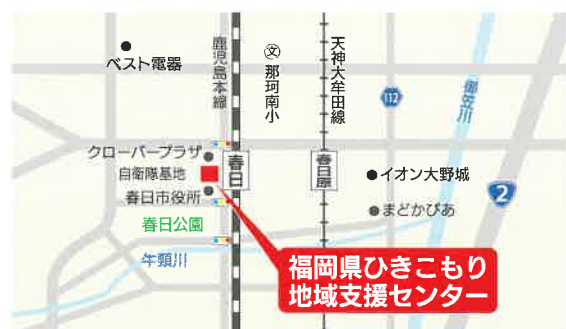 ベスト電器
鹿児島本線
文
那珂南小
天神大牟田線
112
御笠川
クローバープラザ
自衛隊基地
春日市役所
春日
春日原
イオン大野城
まどかぴあ
2
春日公園
牛頸川
福岡県ひきこもり
地域支援センター